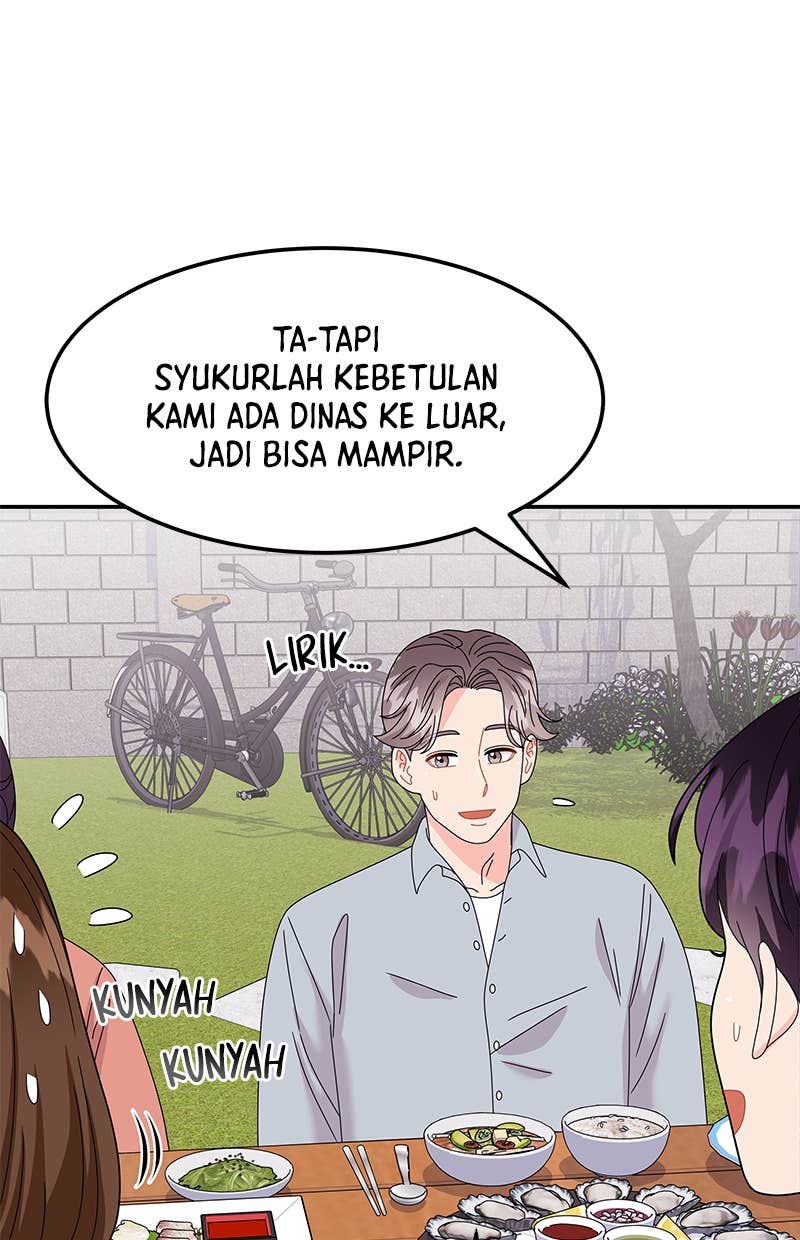 TA-TAPI
SYUKURLAH KEBETULAN
KAMI ADA DINAS KE LUAR,
JADI BISA MAMPIR.
LIRIK...
KUNYAH
KUNYAH